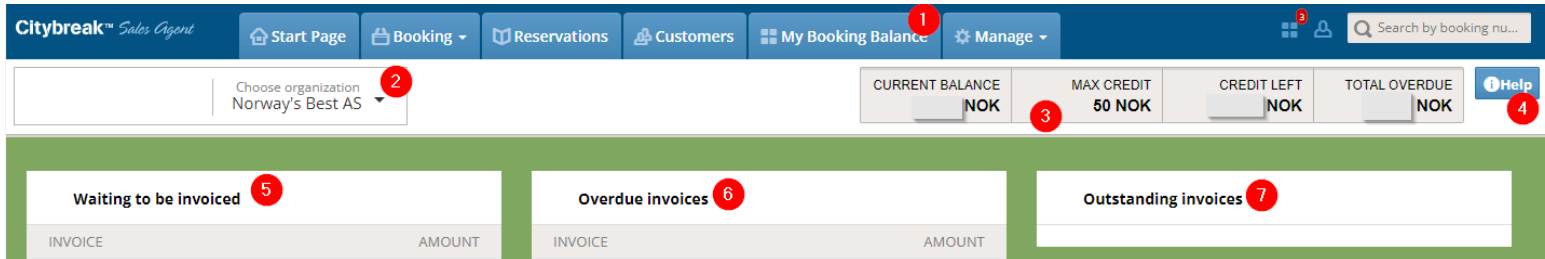 Citybreak™ Sales Agent
Start Page
Booking
Reservations
Customers
My Booking Balance
1
Manage
3
Search by booking nu...
Choose organization
Norway's Best AS
2
CURRENT BALANCE
NOK
MAX CREDIT
50 NOK
3
CREDIT LEFT
NOK
TOTAL OVERDUE
NOK
Help
4
Waiting to be invoiced 5
INVOICE AMOUNT
Overdue invoices 6
INVOICE AMOUNT
Outstanding invoices 7